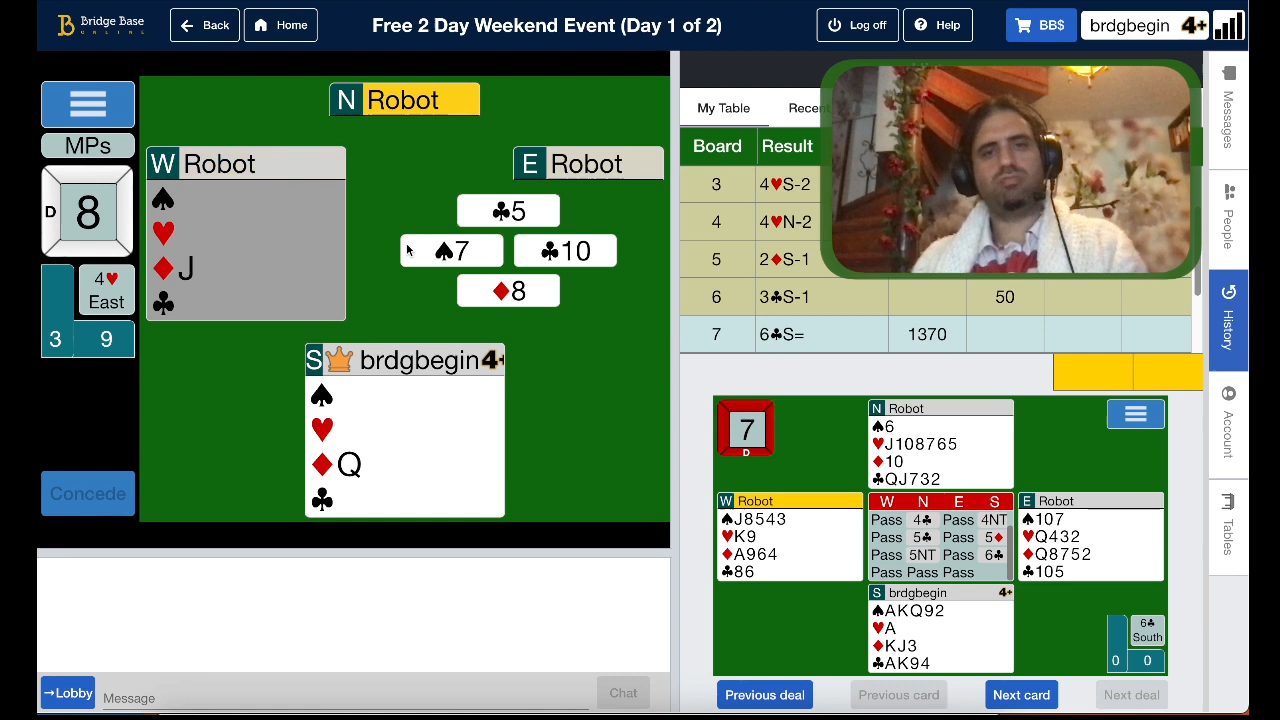 Bridge Base
ONLINE
Back
Home
Free 2 Day Weekend Event (Day 1 of 2)
Log off
Help
BB$
brdgbegin 4+
MPs
D 8
4♥
East
3 9
N Robot
W Robot
♠
♥
♦ J
♣
E Robot
♣5
♠7
♣10
♦8
S brdgbegin 4+
♠
♥
♦ Q
♣
Concede
→Lobby
Message
Chat
My Table
Board Result
3 4♥S-2
4 4♥N-2
5 2♦S-1
6 3♣S-1 50
7 6♣S= 1370
7
D
N Robot
♠6
♥J108765
♦10
♣QJ732
W Robot
♠J8543
♥K9
♦A964
♣86
W N E S
Pass 4♣ Pass 4NT
Pass 5♣ Pass 5♦
Pass 5NT Pass 6♣
Pass Pass Pass
E Robot
♠107
♥Q432
♦Q8752
♣105
S brdgbegin 4+
♠AKQ92
♥A
♦KJ3
♣AK94
6♣
South
0 0
Previous deal
Previous card
Next card
Next deal
Messages
People
History
Account
Tables